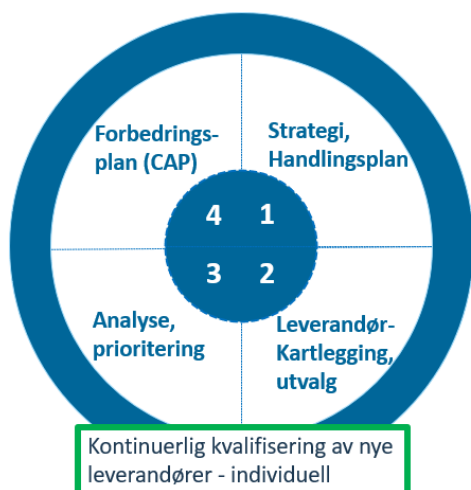 Forbedrings-
plan (CAP)
Strategi,
Handlingsplan
4 1
3 2
Analyse,
prioritering
Leverandør-
Kartlegging,
utvalg
Kontinuerlig kvalifisering av nye
leverandører - individuell